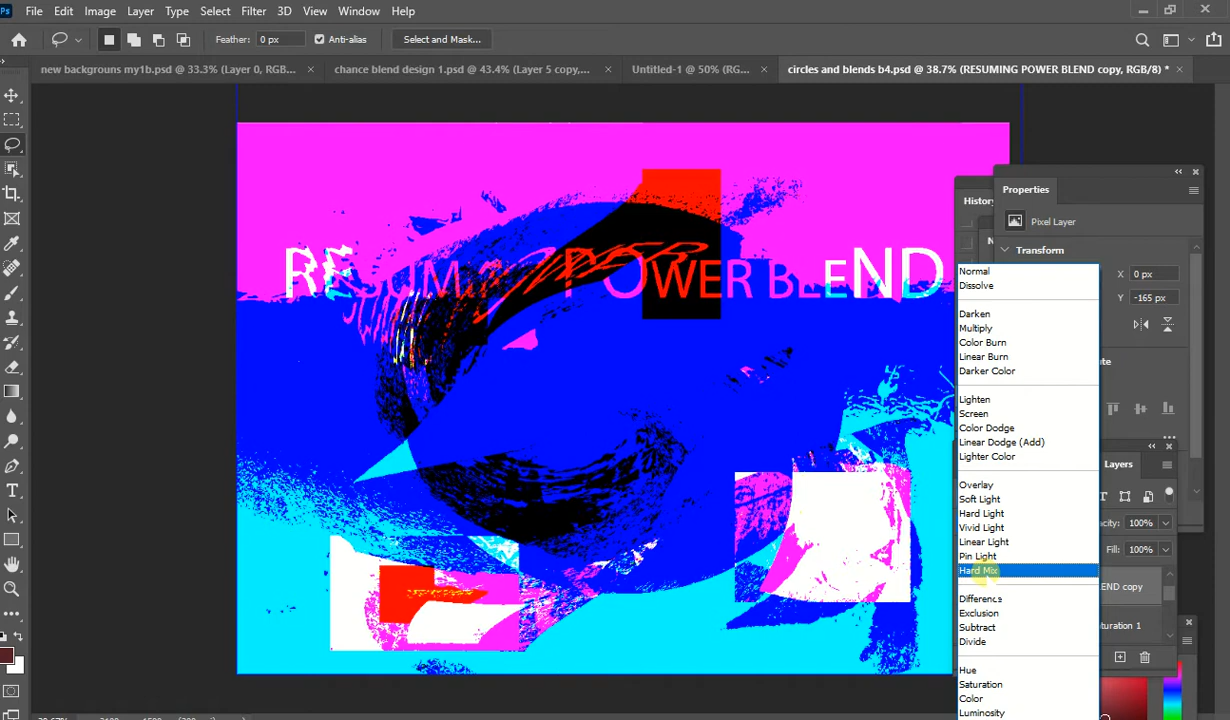 Ps File Edit Image Layer Type Select Filter 3D View Window Help
Feather: 0 px Anti-alias Select and Mask...
new backgrouns my1b.psd @ 33.3% (Layer 0, RGB... × chance blend design 1.psd @ 43.4% (Layer 5 copy,... × Untitled-1 @ 50% (RG... × circles and blends b4.psd @ 38.7% (RESUMING POWER BLEND copy, RGB/8) * ×
RESUMING POWER BLEND
Properties
History
Pixel Layer
Transform
X 0 px
Y -165 px
Normal
Dissolve
Darken
Multiply
Color Burn
Linear Burn
Darker Color
Lighten
Screen
Color Dodge
Linear Dodge (Add)
Lighter Color
Overlay
Soft Light
Hard Light
Vivid Light
Linear Light
Pin Light
Hard Mix
Difference
Exclusion
Subtract
Divide
Hue
Saturation
Color
Luminosity
Layers
acity: 100%
Fill: 100%
END copy
turation 1